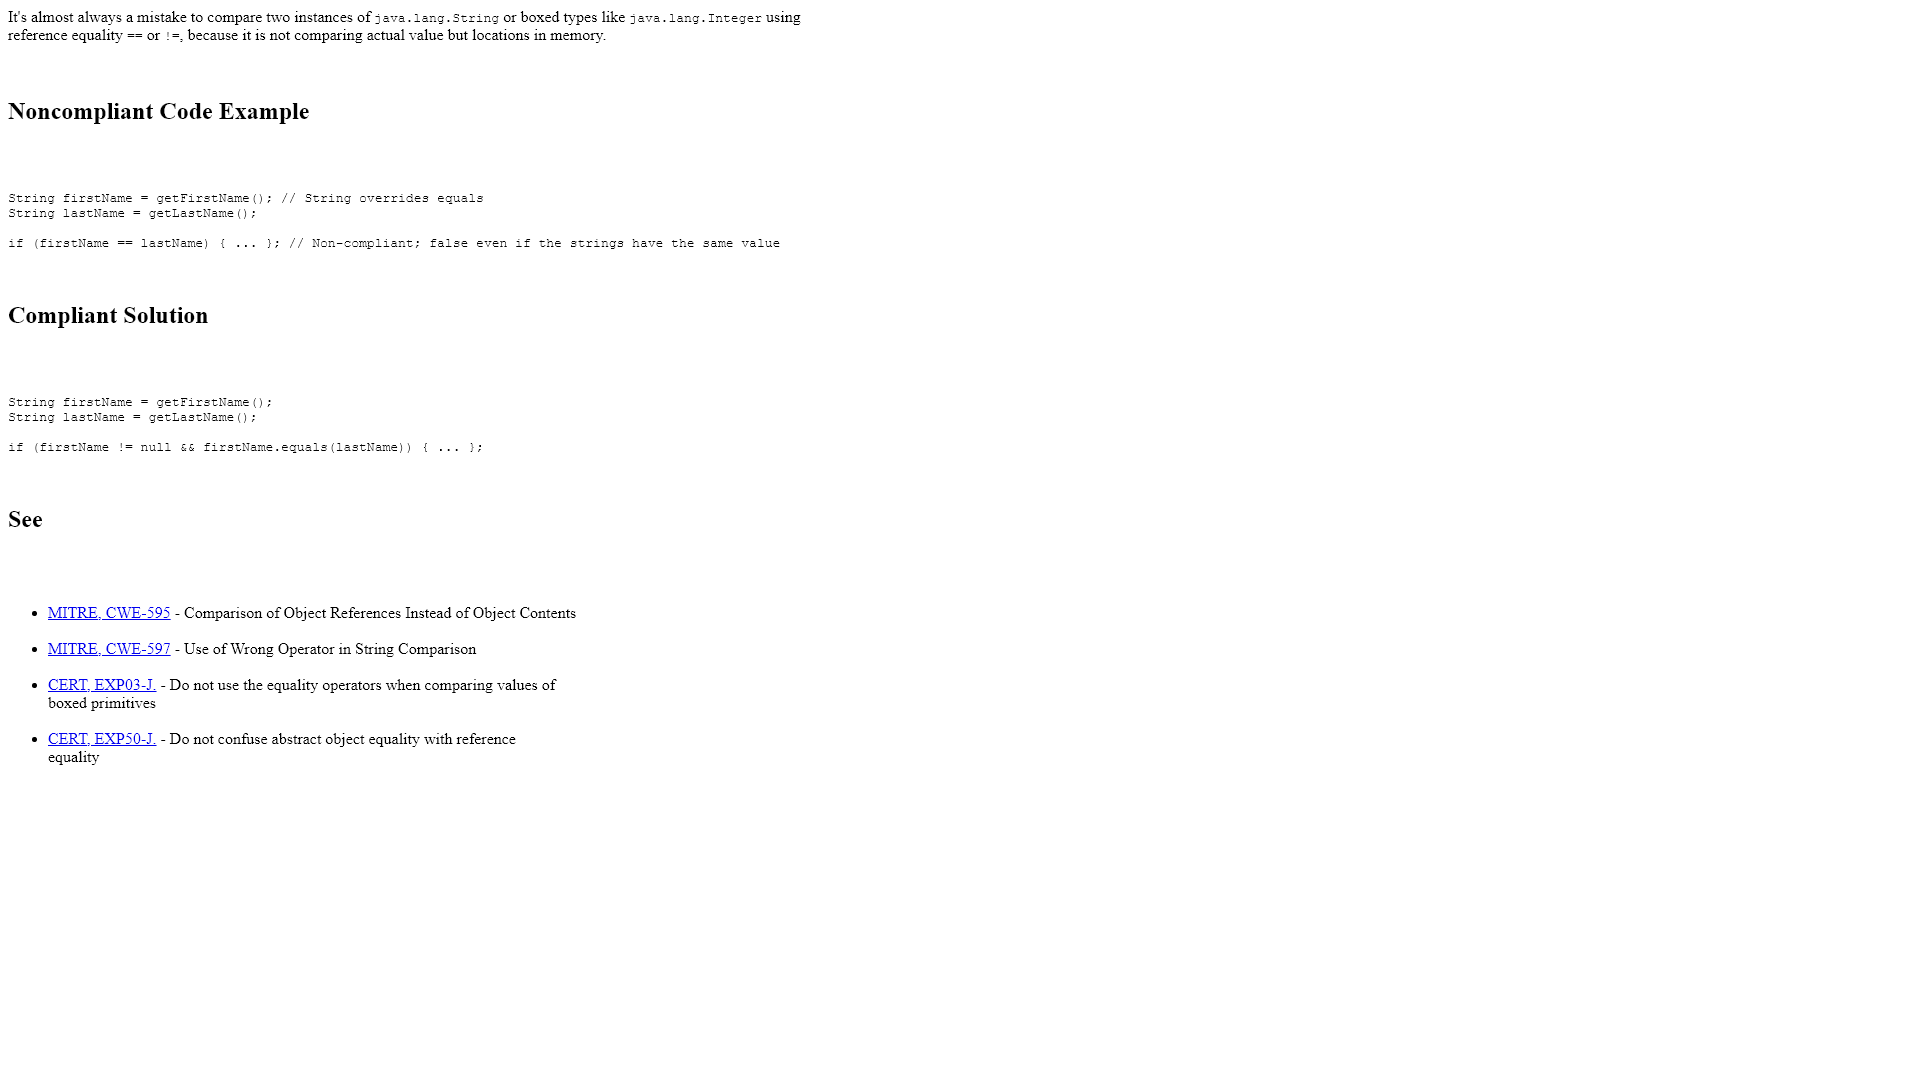 It's almost always a mistake to compare two instances of java.lang.String or boxed types like java.lang.Integer using
reference equality == or !=, because it is not comparing actual value but locations in memory.
Noncompliant Code Example
String firstName = getFirstName(); // String overrides equals
String lastName = getLastName();
if (firstName == lastName) { ... }; // Non-compliant; false even if the strings have the same value
Compliant Solution
String firstName = getFirstName();
String lastName = getLastName();
if (firstName != null && firstName.equals(lastName)) { ... };
See
• MITRE, CWE-595 - Comparison of Object References Instead of Object Contents
• MITRE, CWE-597 - Use of Wrong Operator in String Comparison
• CERT, EXP03-J. - Do not use the equality operators when comparing values of
boxed primitives
• CERT, EXP50-J. - Do not confuse abstract object equality with reference
equality